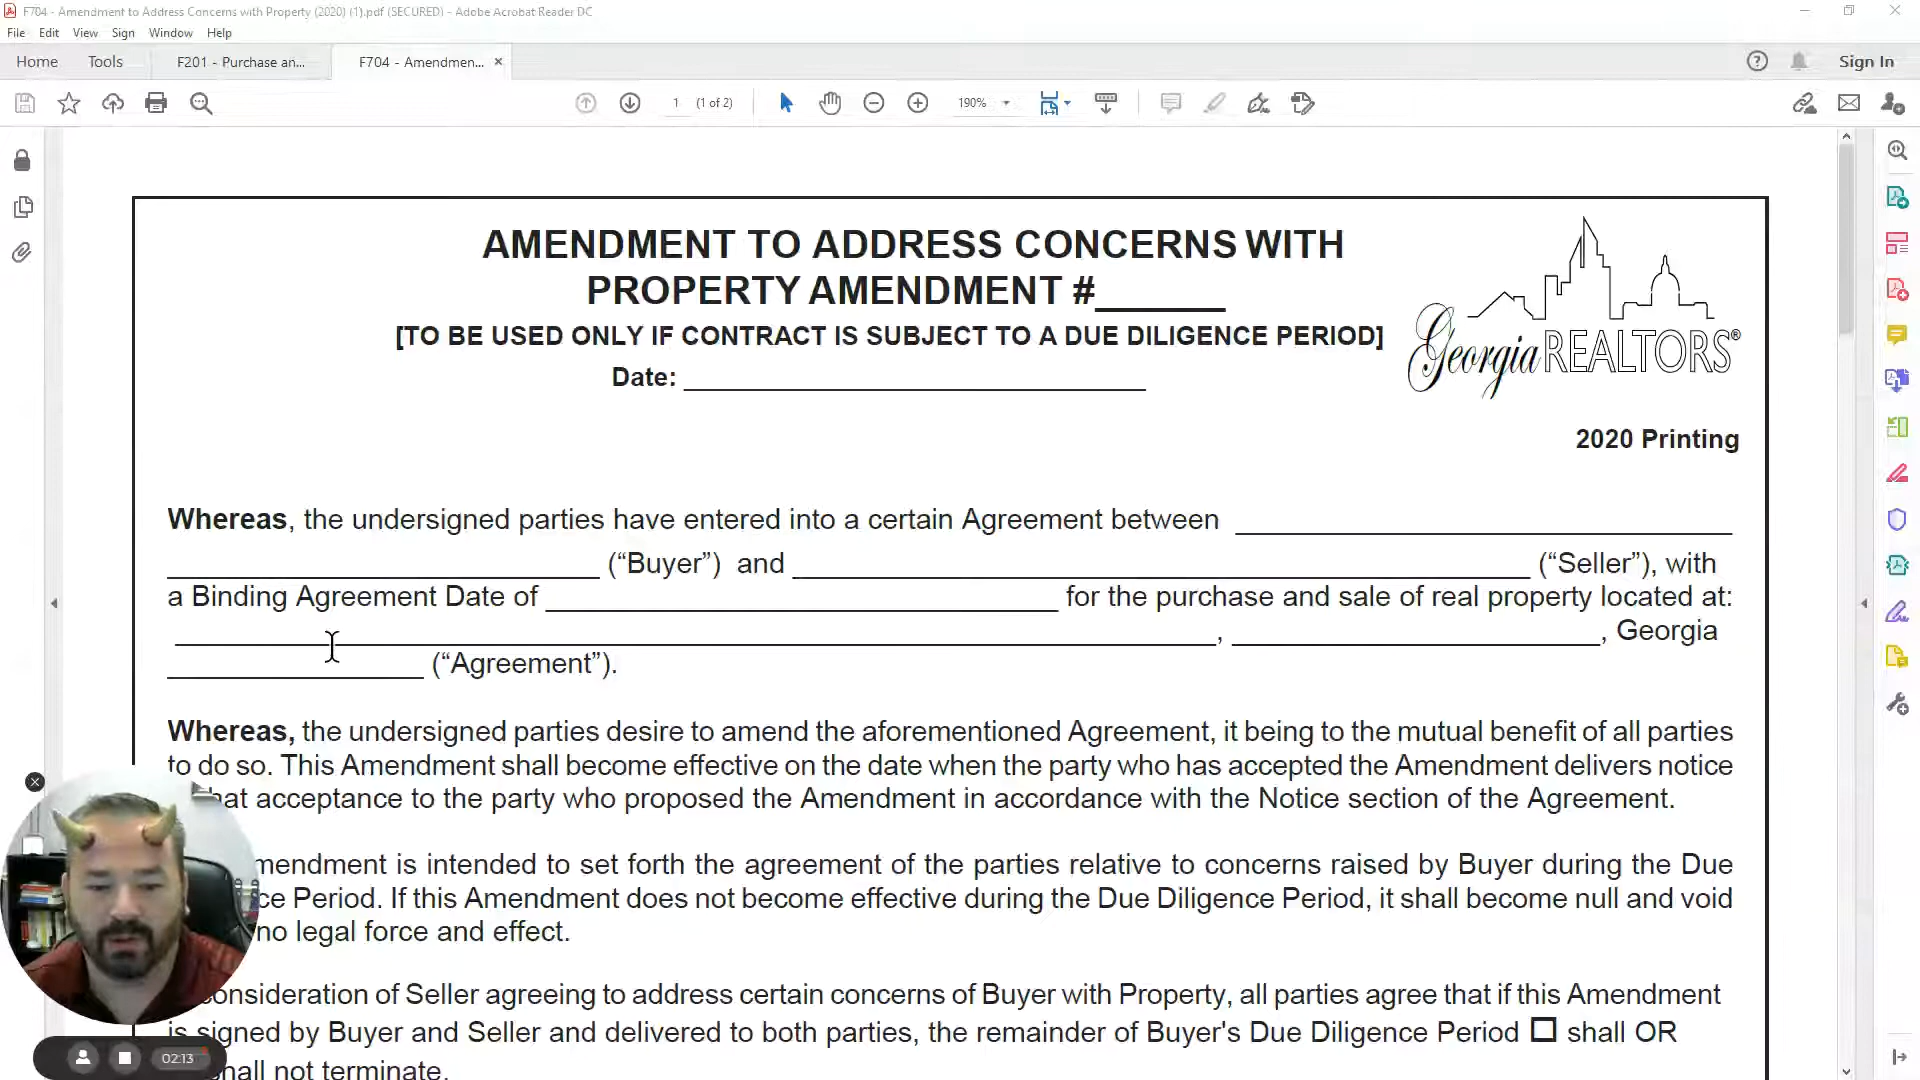 F704 - Amendment to Address Concerns with Property (2020) (1).pdf (SECURED) - Adobe Acrobat Reader DC
File Edit View Sign Window Help
Home Tools F201 - Purchase an... F704 - Amendmen... × Sign In
1 (1 of 2) 190%
AMENDMENT TO ADDRESS CONCERNS WITH
PROPERTY AMENDMENT #______
[TO BE USED ONLY IF CONTRACT IS SUBJECT TO A DUE DILIGENCE PERIOD]
Date: ______
Georgia REALTORS®
2020 Printing
Whereas, the undersigned parties have entered into a certain Agreement between ______
______ (“Buyer”) and ______ (“Seller”), with
a Binding Agreement Date of ______ for the purchase and sale of real property located at:
______, ______, Georgia
______ (“Agreement”).
Whereas, the undersigned parties desire to amend the aforementioned Agreement, it being to the mutual benefit of all parties
to do so. This Amendment shall become effective on the date when the party who has accepted the Amendment delivers notice
hat acceptance to the party who proposed the Amendment in accordance with the Notice section of the Agreement.
mendment is intended to set forth the agreement of the parties relative to concerns raised by Buyer during the Due
ce Period. If this Amendment does not become effective during the Due Diligence Period, it shall become null and void
no legal force and effect.
onsideration of Seller agreeing to address certain concerns of Buyer with Property, all parties agree that if this Amendment
is signed by Buyer and Seller and delivered to both parties, the remainder of Buyer's Due Diligence Period ☐ shall OR
hall not terminate.
02:13